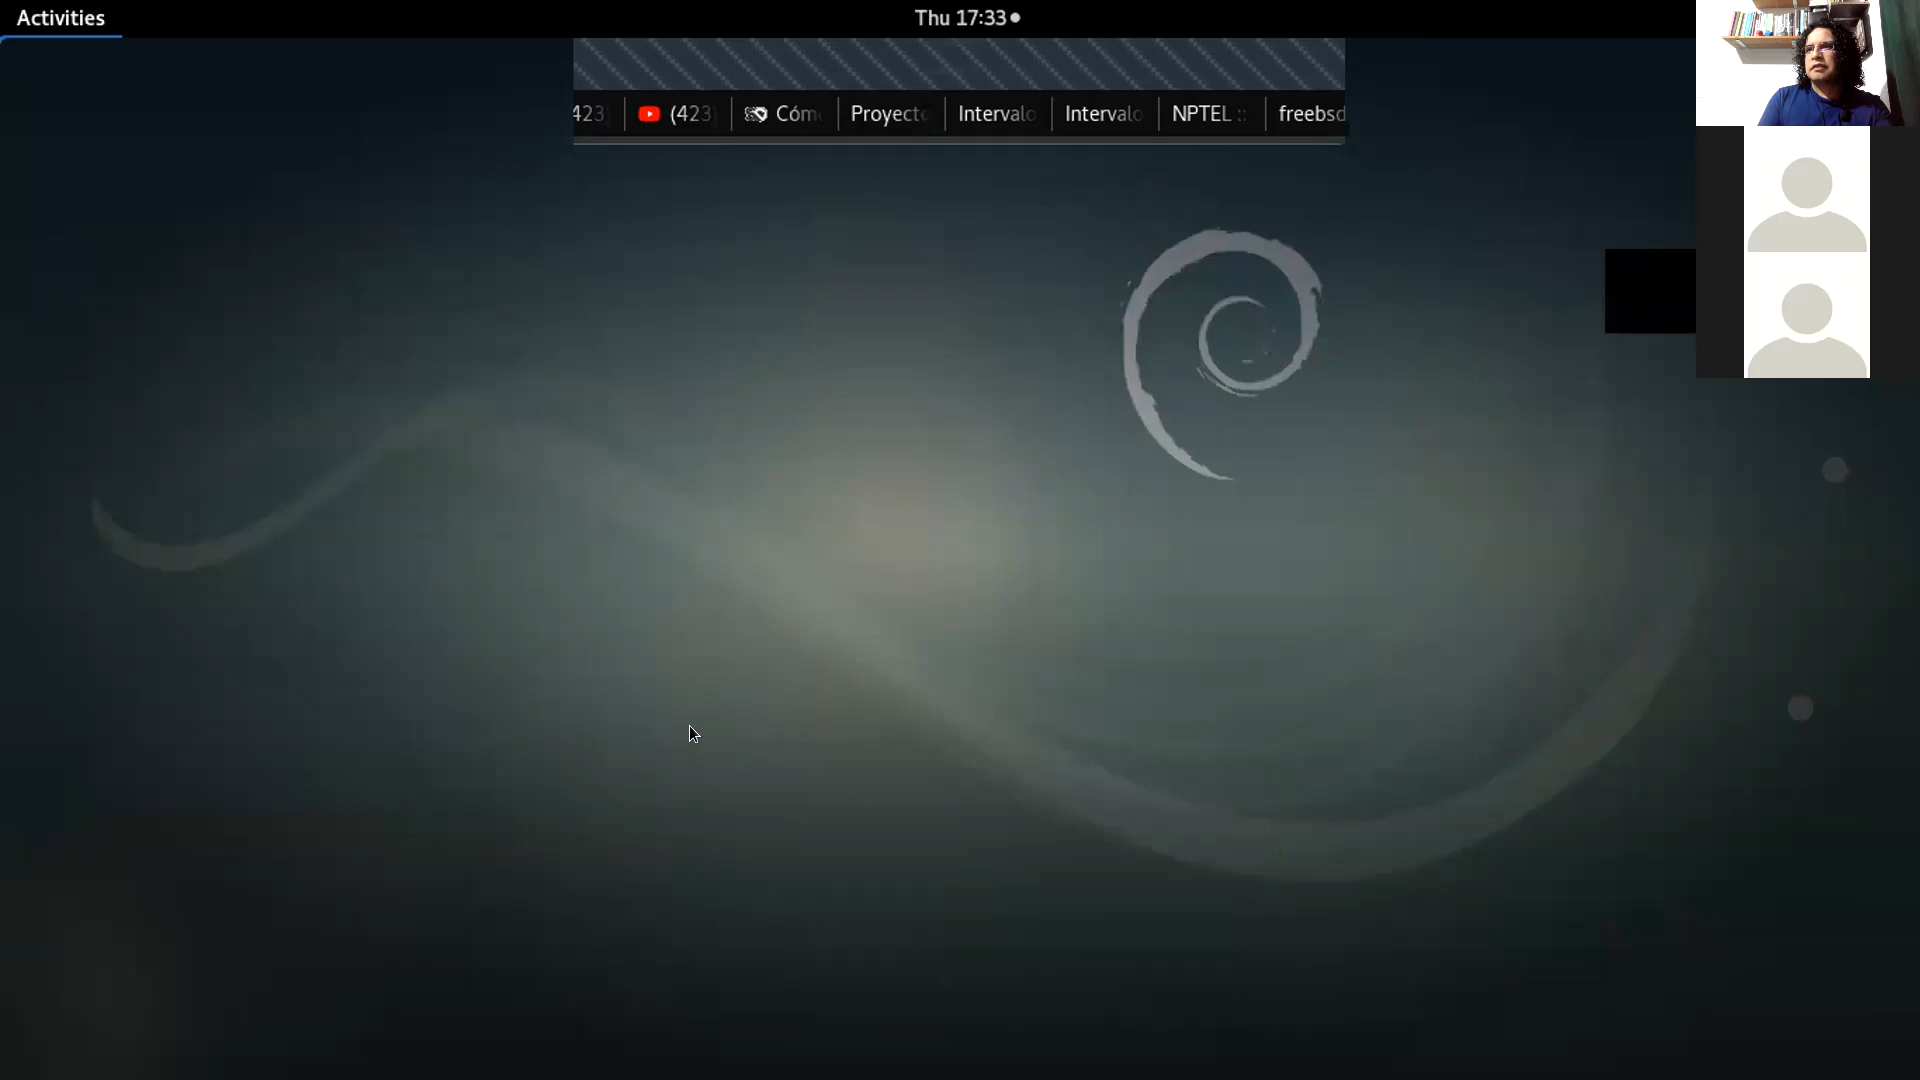 Activities
Thu 17:33
423) (423) Cóm Proyect Intervalo Intervalo NPTEL :: freebsd